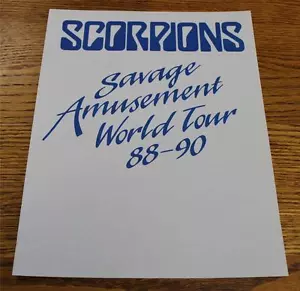 SCORPIONS
Savage
Amusement
World Tour
88-90